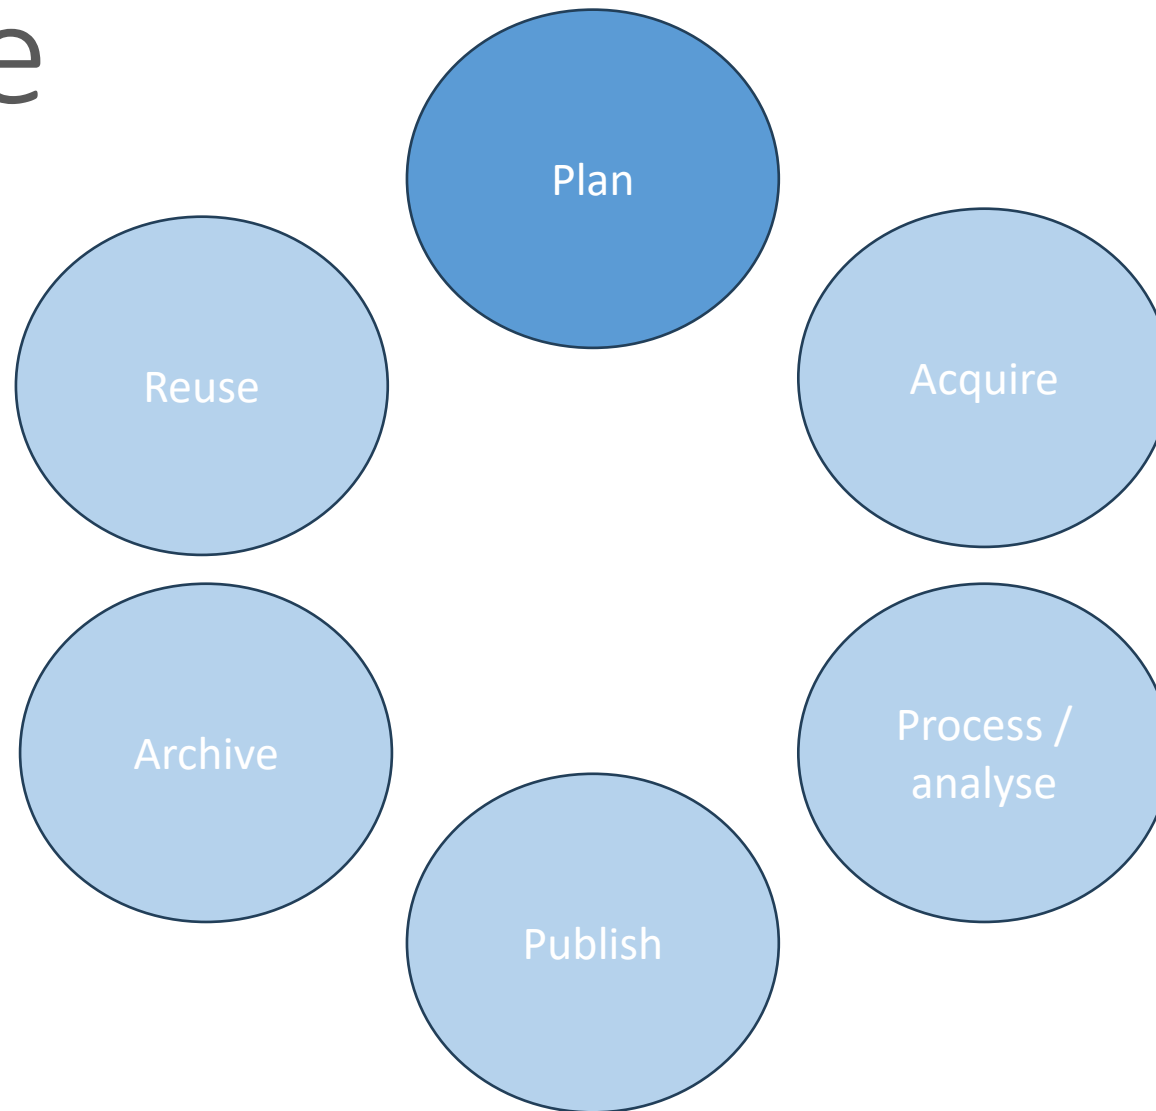 e
Plan
Acquire
Reuse
Process /
analyse
Archive
Publish